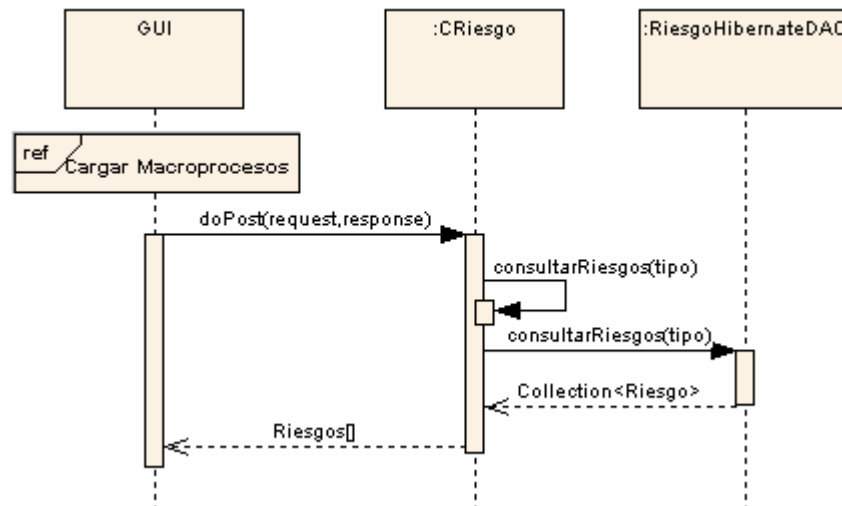 GUI
:CRiesgo
:RiesgoHibernateDAO
ref
Cargar Macroprocesos
doPost(request,response)
consultarRiesgos(tipo)
consultarRiesgos(tipo)
Collection<Riesgo>
Riesgos[]